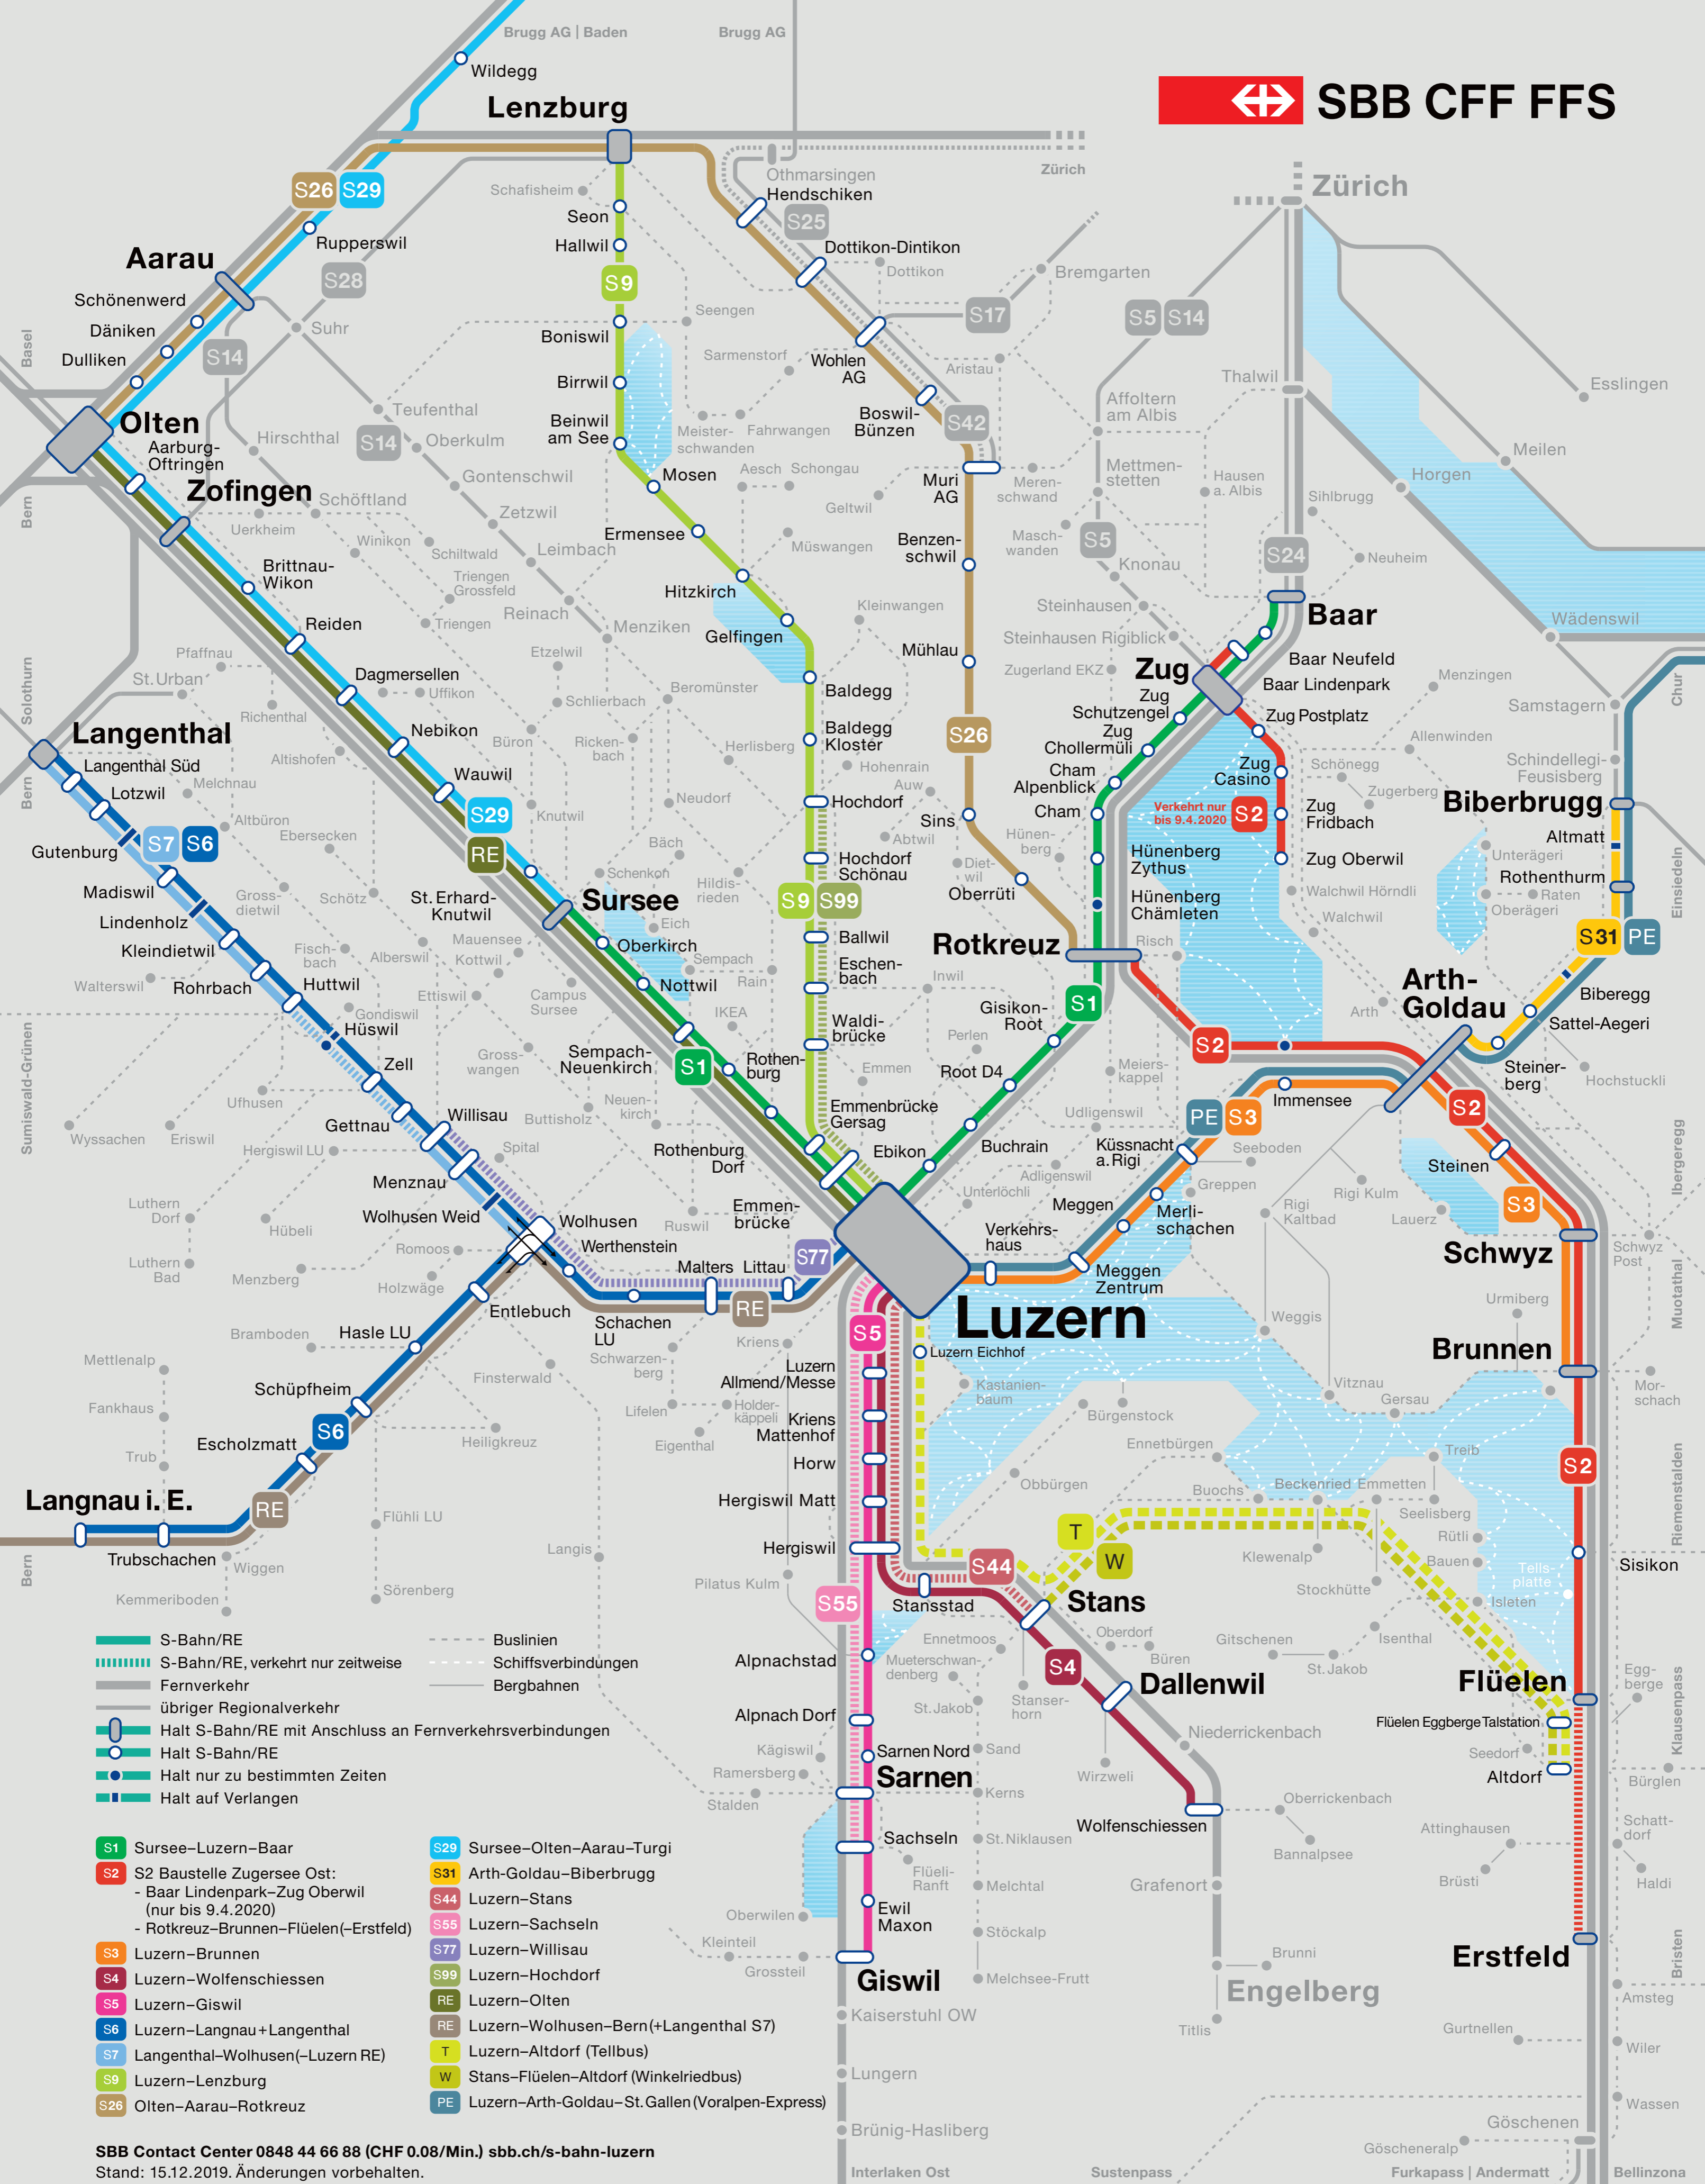 Brugg AG | Baden
Brugg AG
Wildegg
Lenzburg
SBB CFF FFS
Zürich
Othmarsingen
Hendschiken
Zürich
Schafisheim
S26
S29
Seon
S25
Rupperswil
Hallwil
Dottikon-Dintikon
Dottikon
Bremgarten
Aarau
S28
S9
Schönenwerd
Däniken
Dulliken
Basel
Suhr
S14
Seengen
Boniswil
Sarmenstorf
Wohlen
AG
S17
S5
S14
Aristau
Thalwil
Esslingen
Birrwil
Affoltern
am Albis
Olten
Aarburg-
Oftringen
Teufenthal
Hirschthal
S14
Oberkulm
Beinwil
am See
Meister-
schwanden
Fahrwangen
Boswil-
Bünzen
S42
Meilen
Gontenschwil
Mosen
Aesch
Schongau
Muri
AG
Meren-
schwand
Mettmen-
stetten
Hausen
a. Albis
Horgen
Sihlbrugg
Zofingen
Bern
Schöftland
Uerkheim
Zetzwil
Geltwil
Winikon
Schiltwald
Leimbach
Ermensee
Müswangen
Benzen-
schwil
Masch-
wanden
S5
S24
Neuheim
Knonau
Brittnau-
Wikon
Triengen
Grossfeld
Reinach
Hitzkirch
Kleinwangen
Steinhausen
Baar
Wädenswil
Reiden
Triengen
Menziken
Gelfingen
Steinhausen Rigiblick
Mühlau
Zugerland EKZ
Zug
Baar Neufeld
Baar Lindenpark
Menzingen
Chur
Solothurn
Pfaffnau
St. Urban
Dagmersellen
Uffikon
Etzelwil
Schlierbach
Beromünster
Baldegg
Zug
Schutzengel
Zug Postplatz
Samstagern
Richenthal
Nebikon
Büron
Ricken-
bach
Herlisberg
Baldegg
Kloster
S26
Zug
Chollermüli
Allenwinden
Langenthal
Langenthal Süd
Altishofen
Hohenrain
Cham
Alpenblick
Zug
Casino
Schönegg
Schindellegi-
Feusisberg
Bern
Lotzwil
Melchnau
Wauwil
S29
Knutwil
Neudorf
Auw
Hochdorf
Sins
Cham
Verkehrt nur
bis 9.4.2020
S2
Zug
Fridbach
Zugerberg
Biberbrugg
Altmatt
Altbüron
Ebersecken
Abtwil
Hünen-
berg
Gutenburg
S7
S6
RE
Bäch
Hochdorf
Schönau
Diet-
wil
Hünenberg
Zythus
Zug Oberwil
Unterägeri
Rothenthurm
Einsiedeln
Madiswil
Gross-
dietwil
Schötz
St. Erhard-
Knutwil
Schenkon
Hildis-
rieden
S9
S99
Oberrüti
Hünenberg
Chämleten
Walchwil Hörndli
Raten
Oberägeri
Lindenholz
Sursee
Eich
Walchwil
Kleindietwil
Fisch-
bach
Alberswil
Mauensee
Kottwil
Oberkirch
Ballwil
Rotkreuz
Risch
S31
PE
Walterswil
Rohrbach
Huttwil
Ettiswil
Campus
Sursee
Nottwil
Sempach
Rain
Eschen-
bach
Inwil
Arth-
Goldau
Biberegg
Gondiswil
IKEA
Waldi-
brücke
Gisikon-
Root
S1
Arth
Sattel-Aegeri
Sumiswald-Grünen
Hüswil
Zell
Gross-
wangen
Sempach-
Neuenkirch
S1
Rothen-
burg
Perlen
Emmen
Root D4
Meiers-
kappel
S2
Steiner-
berg
Hochstuckli
Ufhusen
Neuen-
kirch
Immensee
S2
Wyssachen
Eriswil
Gettnau
Willisau
Buttisholz
Emmenbrücke
Gersag
Udligenswil
PE
S3
Hergiswil LU
Spital
Rothenburg
Dorf
Ebikon
Buchrain
Küssnacht
a. Rigi
Seeboden
Steinen
Ibergeregg
Menznau
Adligenswil
Greppen
Rigi Kulm
Luthern
Dorf
Hübeli
Wolhusen Weid
Wolhusen
Ruswil
Emmen-
brücke
Unterlöchli
Meggen
Merli-
schachen
Rigi
Kaltbad
Lauerz
S3
Romoos
Werthenstein
S77
Verkehrs-
haus
Schwyz
Schwyz
Post
Luthern
Bad
Menzberg
Holzwäge
Malters
Littau
Meggen
Zentrum
Muotathal
Entlebuch
RE
Luzern
Weggis
Urmiberg
Bramboden
Hasle LU
Schachen
LU
Kriens
S5
Luzern Eichhof
Brunnen
Mettlenalp
Schwarzen-
berg
Luzern
Allmend/Messe
Kastanien-
baum
Vitznau
Gersau
Mor-
schach
Schüpfheim
Finsterwald
Fankhaus
Lifelen
Holder-
käppeli
Kriens
Mattenhof
Bürgenstock
Trub
Escholzmatt
S6
Heiligkreuz
Eigenthal
Horw
Ennetbürgen
Treib
S2
Riemenstalden
Langnau i. E.
RE
Flühli LU
Hergiswil Matt
Obbürgen
Buochs
Beckenried
Emmetten
Seelisberg
Trubschachen
Wiggen
Langis
Hergiswil
S44
T
W
Klewenalp
Rütli
Bauen
Tells-
platte
Sisikon
Bern
Kemmeriboden
Sörenberg
Pilatus Kulm
S55
Stansstad
Stans
Stockhütte
Isleten
S-Bahn/RE
S-Bahn/RE, verkehrt nur zeitweise
Fernverkehr
übriger Regionalverkehr
Halt S-Bahn/RE mit Anschluss an Fernverkehrsverbindungen
Halt S-Bahn/RE
Halt nur zu bestimmten Zeiten
Halt auf Verlangen
Buslinien
Schiffsverbindungen
Bergbahnen
Alpnachstad
Ennetmoos
Mueterschwan-
denberg
S4
Oberdorf
Büren
Gitschenen
St. Jakob
Isenthal
Dallenwil
Flüelen
Egg-
berge
Alpnach Dorf
St. Jakob
Stanser-
horn
Flüelen Eggberge Talstation
Klausenpass
Kägiswil
Sarnen Nord
Sand
Niederrickenbach
Seedorf
Ramersberg
Sarnen
Wirzweli
Altdorf
Bürglen
Stalden
Kerns
Wolfenschiessen
Oberrickenbach
Sachseln
St. Niklausen
Bannalpsee
Attinghausen
Schatt-
dorf
Flüeli-
Ranft
Melchtal
Grafenort
Brüsti
Haldi
Oberwilen
Ewil
Maxon
Stöckalp
Kleinteil
Grossteil
Giswil
Melchsee-Frutt
Brunni
Engelberg
Titlis
Erstfeld
Bristen
Amsteg
Kaiserstuhl OW
Gurtnellen
Wiler
Lungern
Wassen
Brünig-Hasliberg
Göschenen
Göscheneralp
Interlaken Ost
Sustenpass
Furkapass | Andermatt
Bellinzona
S1 Sursee–Luzern–Baar
S2 S2 Baustelle Zugersee Ost:
- Baar Lindenpark–Zug Oberwil
(nur bis 9.4.2020)
- Rotkreuz–Brunnen–Flüelen(–Erstfeld)
S3 Luzern–Brunnen
S4 Luzern–Wolfenschiessen
S5 Luzern–Giswil
S6 Luzern–Langnau+Langenthal
S7 Langenthal–Wolhusen(–Luzern RE)
S9 Luzern–Lenzburg
S26 Olten–Aarau–Rotkreuz
S29 Sursee–Olten–Aarau–Turgi
S31 Arth-Goldau–Biberbrugg
S44 Luzern–Stans
S55 Luzern–Sachseln
S77 Luzern–Willisau
S99 Luzern–Hochdorf
RE Luzern–Olten
RE Luzern–Wolhusen–Bern(+Langenthal S7)
T Luzern–Altdorf (Tellbus)
W Stans–Flüelen–Altdorf (Winkelriedbus)
PE Luzern–Arth-Goldau–St. Gallen (Voralpen-Express)
SBB Contact Center 0848 44 66 88 (CHF 0.08/Min.) sbb.ch/s-bahn-luzern
Stand: 15.12.2019. Änderungen vorbehalten.